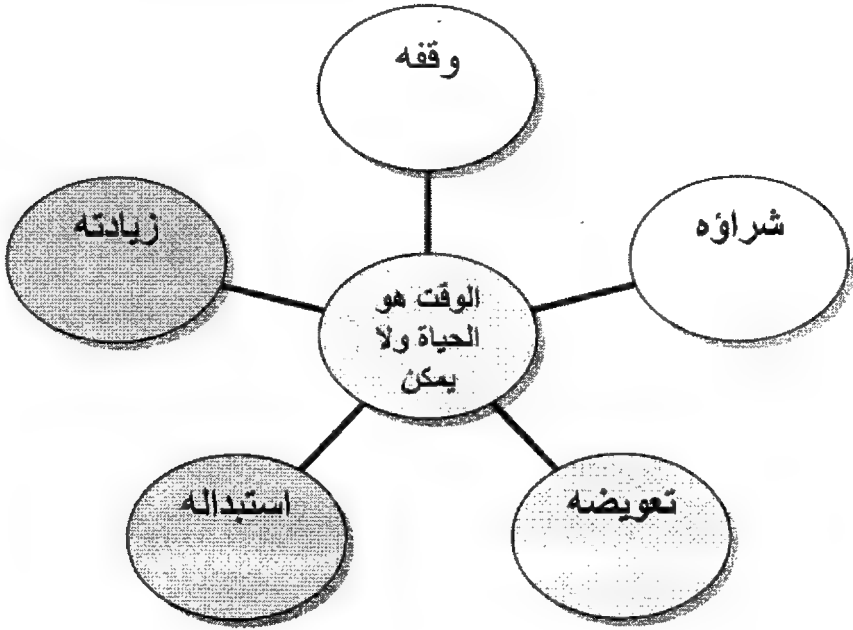 وقفه
زيادته
شراؤه
الوقت هو
الحياة ولا
يمكن
استبداله
تعويضه